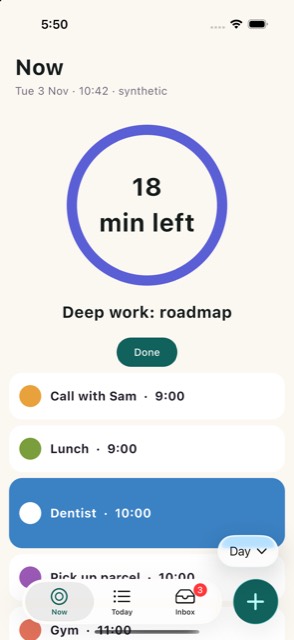 5:50
Now
Tue 3 Nov · 10:42 · synthetic
18
min left
Deep work: roadmap
Done
Call with Sam · 9:00
Lunch · 9:00
Dentist · 10:00
Day
Pick up parcel · 10:00
3
Now
Today
Inbox
Gym · 11:00